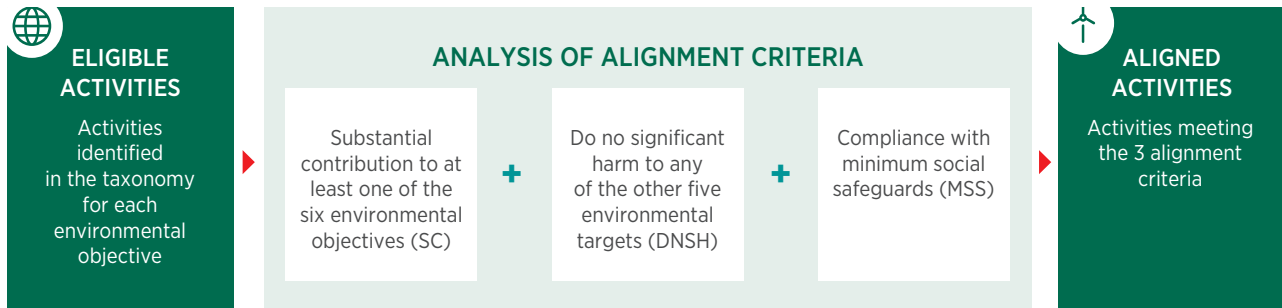 ELIGIBLE
ACTIVITIES
Activities
identified
in the taxonomy
for each
environmental
objective
ANALYSIS OF ALIGNMENT CRITERIA
Substantial
contribution to at
least one of the
six environmental
objectives (SC)
+
Do no significant
harm to any
of the other five
environmental
targets (DNSH)
+
Compliance with
minimum social
safeguards (MSS)
ALIGNED
ACTIVITIES
Activities meeting
the 3 alignment
criteria